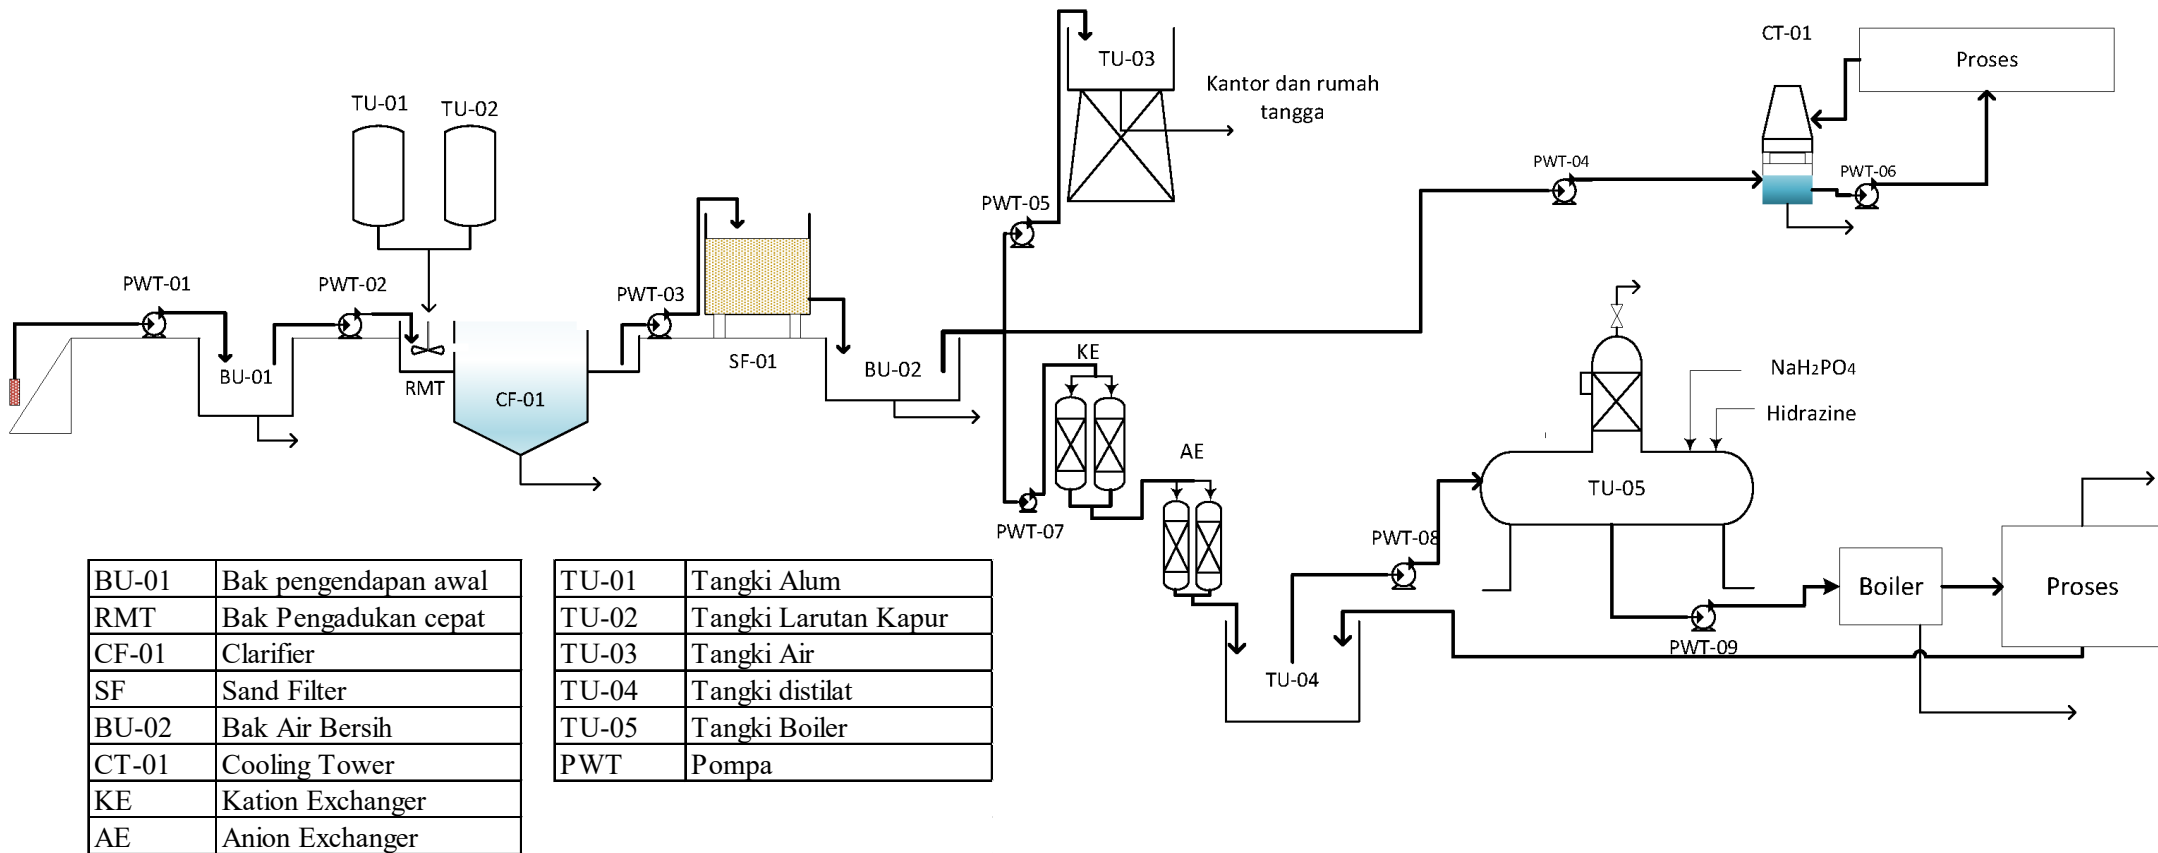 TU-03
Kantor dan rumah
tangga
CT-01
Proses
TU-01
TU-02
PWT-04
PWT-06
PWT-05
PWT-01
PWT-02
PWT-03
BU-01
RMT
CF-01
SF-01
BU-02
KE
NaH₂PO₄
Hidrazine
AE
TU-05
PWT-07
PWT-08
Boiler
Proses
PWT-09
TU-04
BU-01 Bak pengendapan awal
RMT Bak Pengadukan cepat
CF-01 Clarifier
SF Sand Filter
BU-02 Bak Air Bersih
CT-01 Cooling Tower
KE Kation Exchanger
AE Anion Exchanger
TU-01 Tangki Alum
TU-02 Tangki Larutan Kapur
TU-03 Tangki Air
TU-04 Tangki distilat
TU-05 Tangki Boiler
PWT Pompa